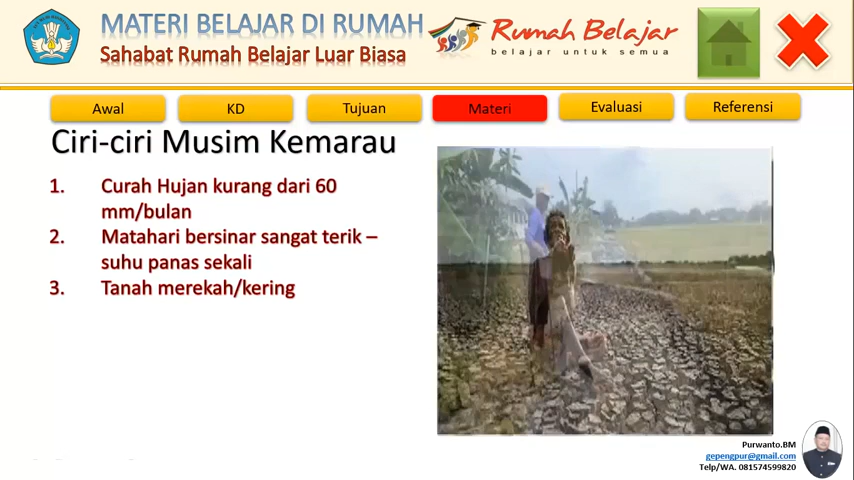 MATERI BELAJAR DI RUMAH
Sahabat Rumah Belajar Luar Biasa
Rumah Belajar
belajar untuk semua
Awal
KD
Tujuan
Materi
Evaluasi
Referensi
Ciri-ciri Musim Kemarau
1. Curah Hujan kurang dari 60
mm/bulan
2. Matahari bersinar sangat terik –
suhu panas sekali
3. Tanah merekah/kering
Purwanto.BM
gepengpur@gmail.com
Telp/WA. 081574599820